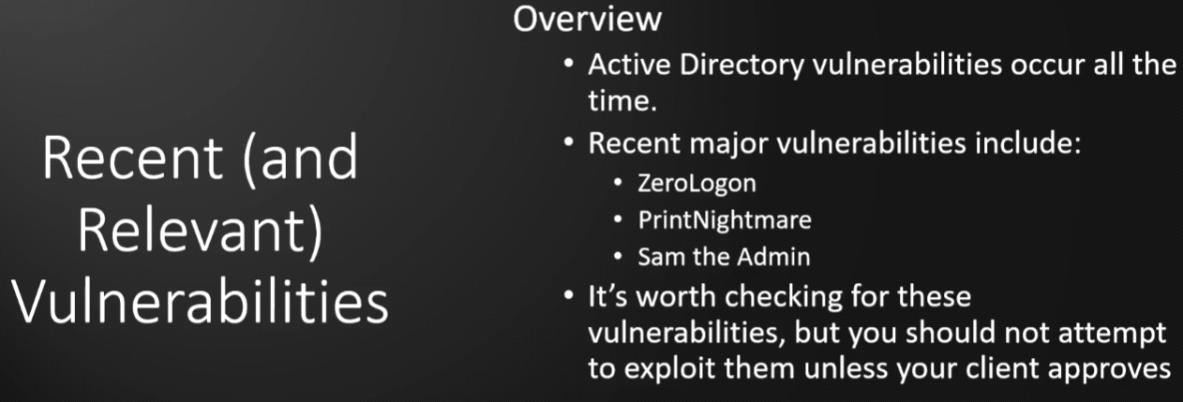 Recent (and
Relevant)
Vulnerabilities
Overview
• Active Directory vulnerabilities occur all the
time.
• Recent major vulnerabilities include:
• ZeroLogon
• PrintNightmare
• Sam the Admin
• It’s worth checking for these
vulnerabilities, but you should not attempt
to exploit them unless your client approves